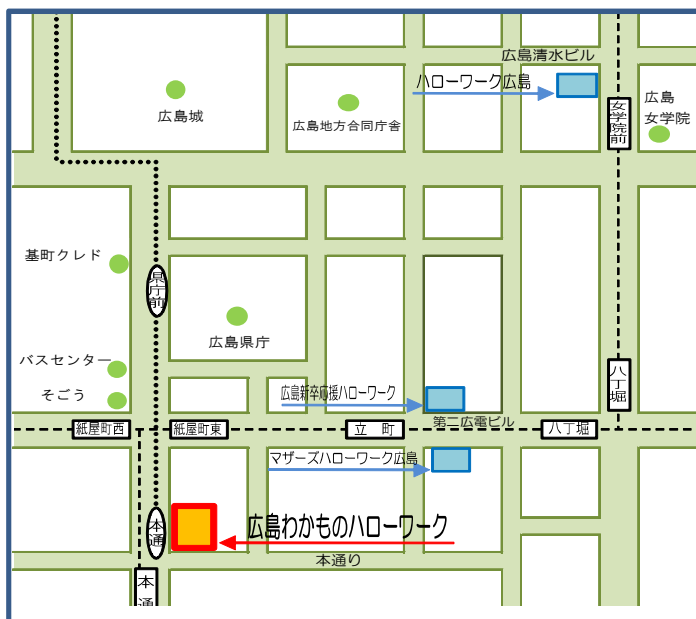 広島清水ビル
ハローワーク広島
広島
女学院
広島城
広島地方合同庁舎
女学院前
基町クレド
県庁前
広島県庁
バスセンター
そごう
広島新卒応援ハローワーク
八丁堀
第二広電ビル
紙屋町西
紙屋町東
立町
八丁堀
マザーズハローワーク広島
本通
広島わかものハローワーク
本通り
本通